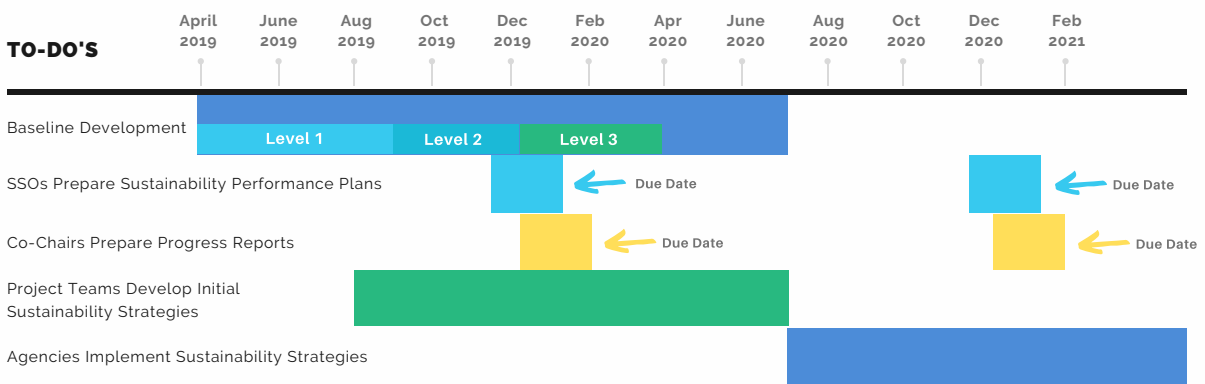 April June Aug Oct Dec Feb Apr June Aug Oct Dec Feb
2019 2019 2019 2019 2019 2020 2020 2020 2020 2020 2020 2021
TO-DO'S
Baseline Development
Level 1 Level 2 Level 3
SSOs Prepare Sustainability Performance Plans
Due Date Due Date
Co-Chairs Prepare Progress Reports
Due Date Due Date
Project Teams Develop Initial
Sustainability Strategies
Agencies Implement Sustainability Strategies